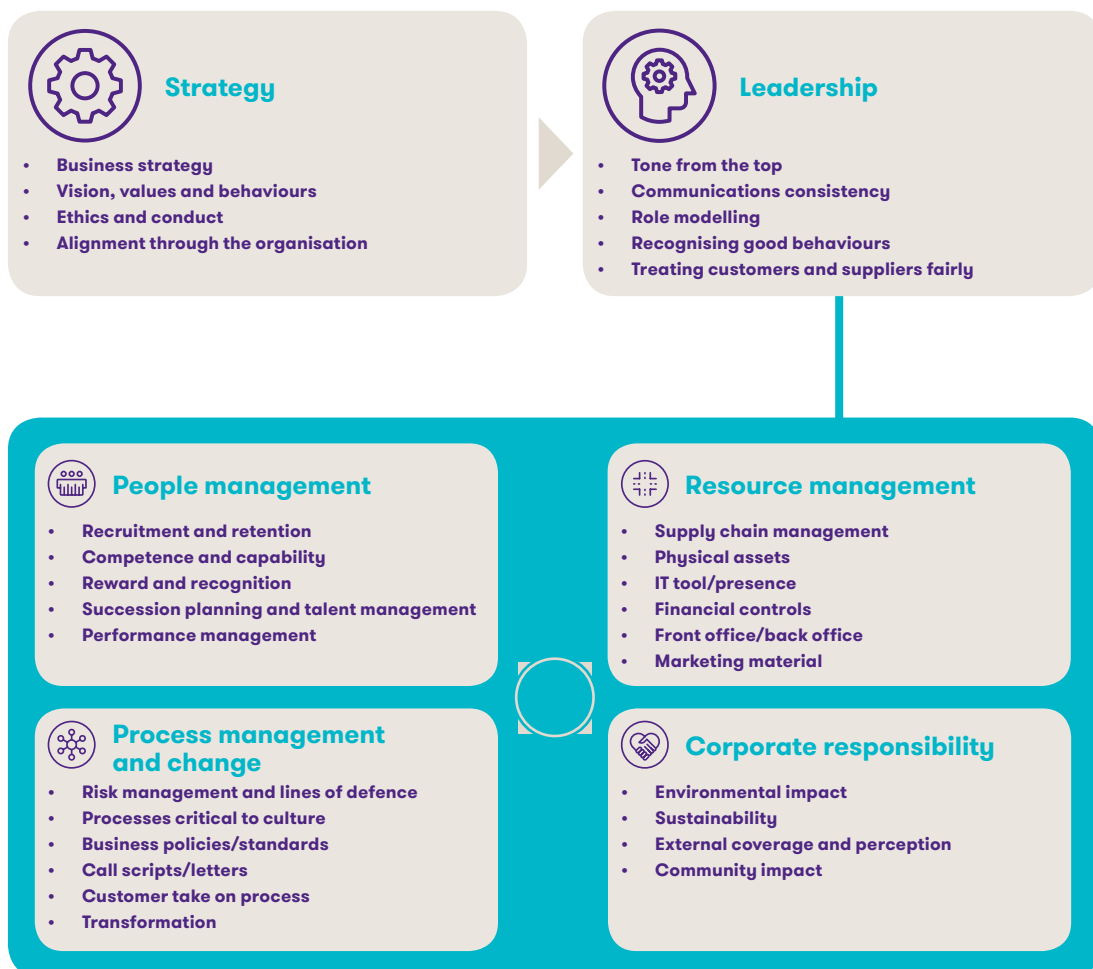 Strategy
• Business strategy
• Vision, values and behaviours
• Ethics and conduct
• Alignment through the organisation
Leadership
• Tone from the top
• Communications consistency
• Role modelling
• Recognising good behaviours
• Treating customers and suppliers fairly
People management
• Recruitment and retention
• Competence and capability
• Reward and recognition
• Succession planning and talent management
• Performance management
Resource management
• Supply chain management
• Physical assets
• IT tool/presence
• Financial controls
• Front office/back office
• Marketing material
Process management
and change
• Risk management and lines of defence
• Processes critical to culture
• Business policies/standards
• Call scripts/letters
• Customer take on process
• Transformation
Corporate responsibility
• Environmental impact
• Sustainability
• External coverage and perception
• Community impact